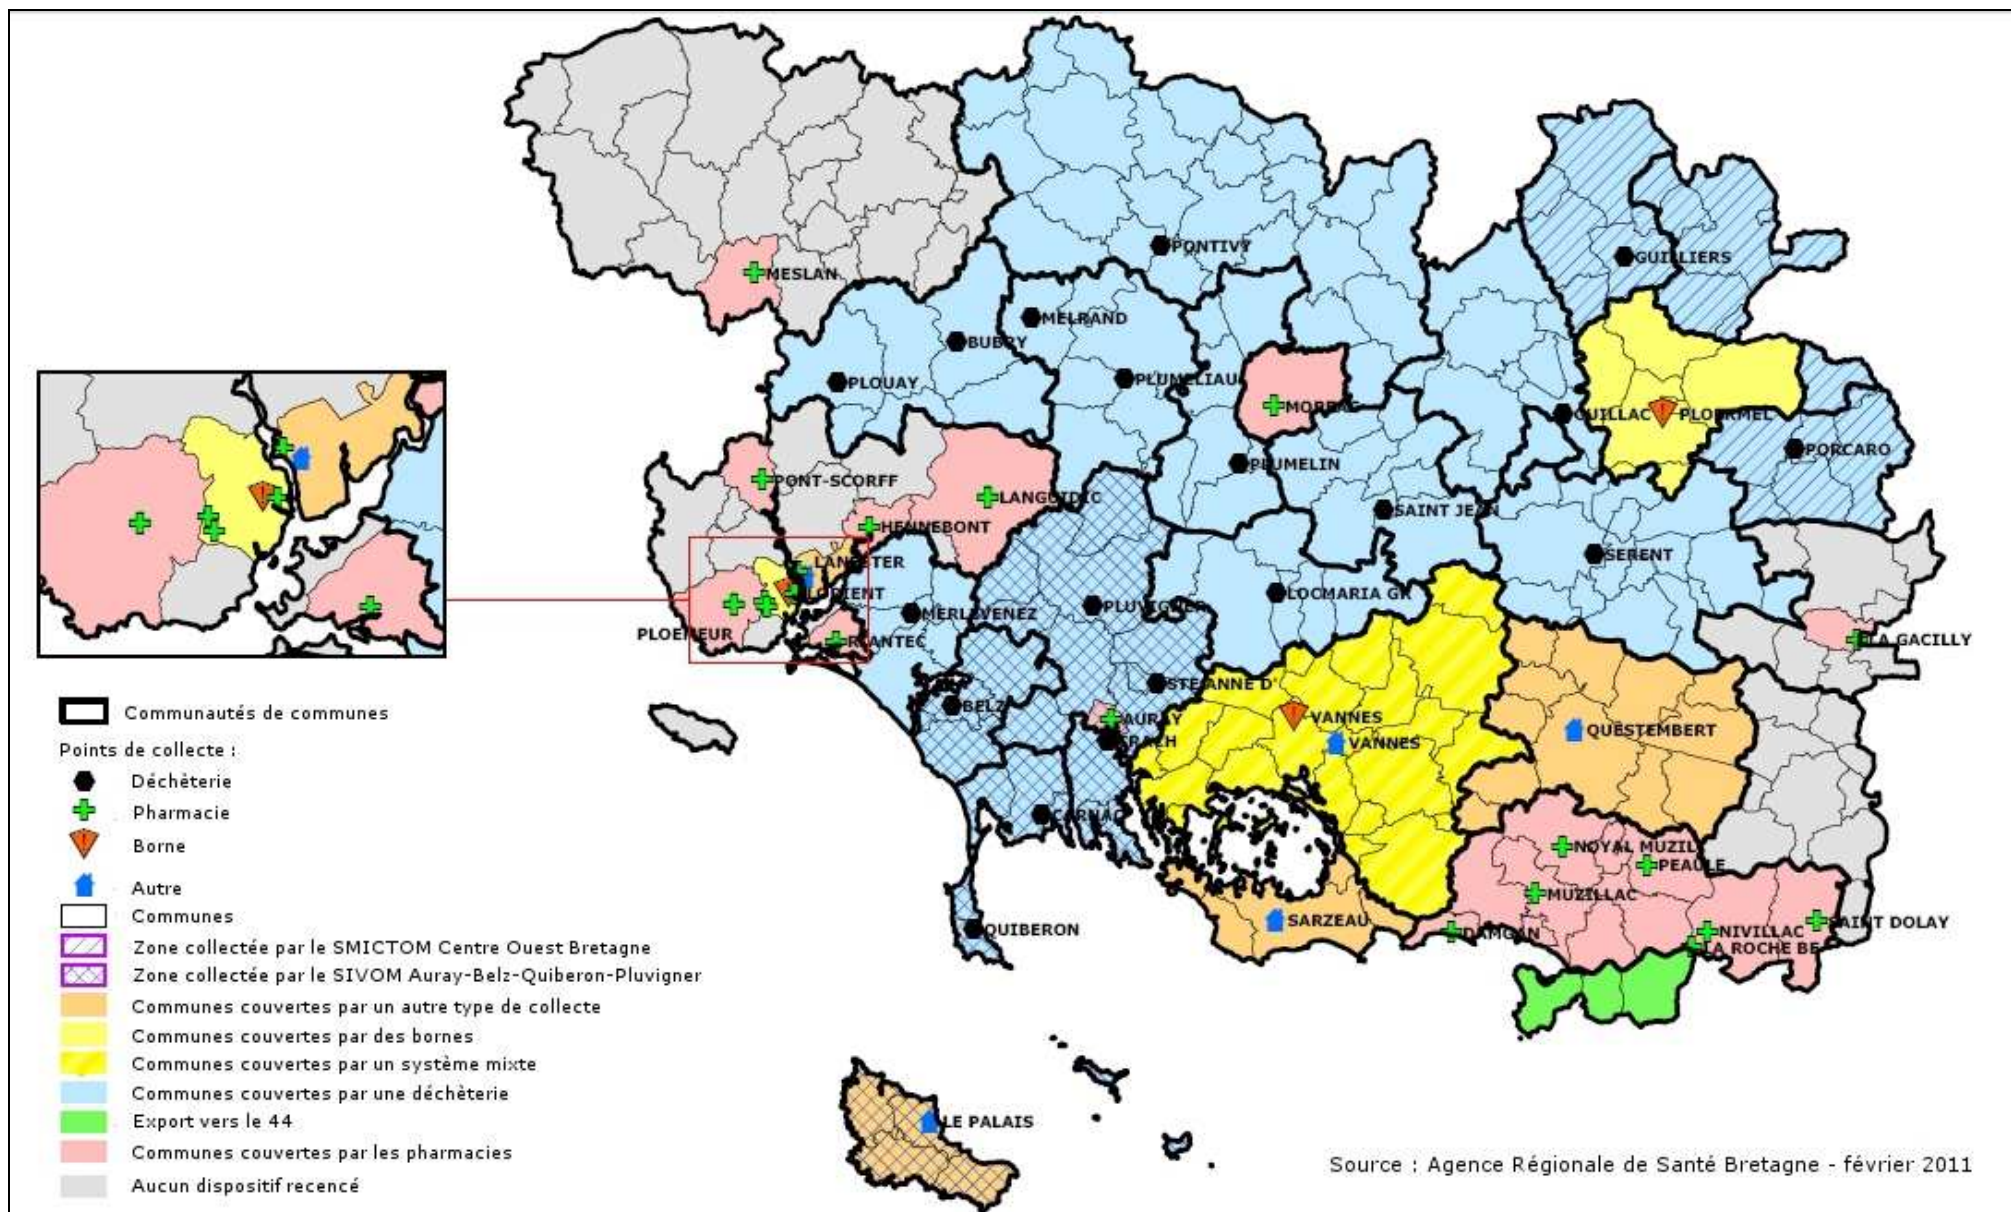 PONTIVY
GUILLIERS
MESLAN
MELRAND
BUBRY
PLOUAY
PLUMELIAU
GUILLAC
PLOERMEL
PORCARO
PLUMELIN
PONT-SCORFF
LANGUIDIC
SAINT JEAN
HENNEBONT
SERENT
LANESTER
LORIENT
LOCMARIA GR
MERLEVENEZ
PLUVIGNER
PLOEMEUR
RIANTEC
LA GACILLY
STE ANNE D'
BELZ
AURAY
VANNES
QUESTEMBERT
CRACH
VANNES
CARNAC
NOYAL MUZIL
PEAULE
MUZILLAC
SARZEAU
QUIBERON
DAMGAN
NIVILLAC
SAINT DOLAY
LA ROCHE BE
LE PALAIS
Communautés de communes
Points de collecte :
Déchèterie
Pharmacie
Borne
Autre
Communes
Zone collectée par le SMICTOM Centre Ouest Bretagne
Zone collectée par le SIVOM Auray-Belz-Quiberon-Pluvigner
Communes couvertes par un autre type de collecte
Communes couvertes par des bornes
Communes couvertes par un système mixte
Communes couvertes par une déchèterie
Export vers le 44
Communes couvertes par les pharmacies
Aucun dispositif recencé
Source : Agence Régionale de Santé Bretagne - février 2011